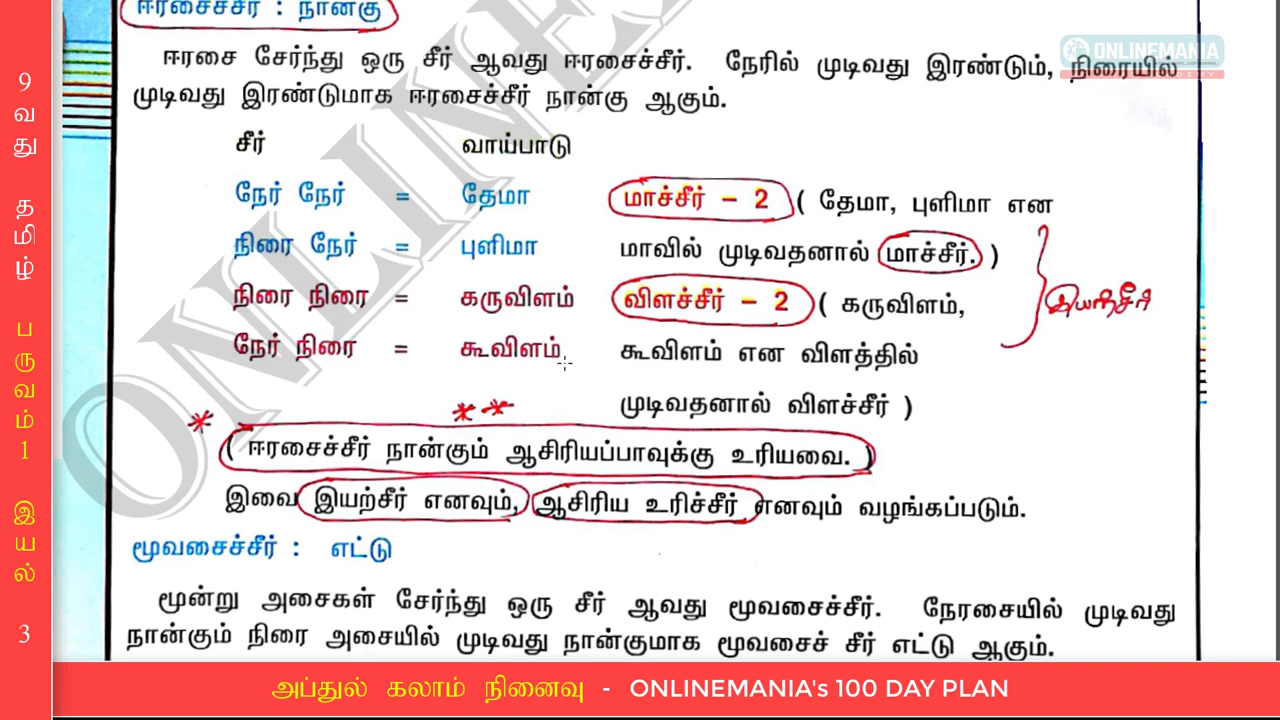 ஈரசைச்சீர் : நான்கு
ஈரசை சேர்ந்து ஒரு சீர் ஆவது ஈரசைச்சீர். நேரில் முடிவது இரண்டும், நிரையில்
முடிவது இரண்டுமாக ஈரசைச்சீர் நான்கு ஆகும்.
சீர் வாய்பாடு
நேர் நேர் = தேமா மாச்சீர் – 2 ( தேமா, புளிமா என
நிரை நேர் = புளிமா மாவில் முடிவதனால் மாச்சீர். )
நிரை நிரை = கருவிளம் விளச்சீர் – 2 ( கருவிளம்,
இயற்சீர்
நேர் நிரை = கூவிளம் கூவிளம் என விளத்தில்
முடிவதனால் விளச்சீர் )
( ஈரசைச்சீர் நான்கும் ஆசிரியப்பாவுக்கு உரியவை. )
இவை இயற்சீர் எனவும், ஆசிரிய உரிச்சீர் எனவும் வழங்கப்படும்.
மூவசைச்சீர் : எட்டு
மூன்று அசைகள் சேர்ந்து ஒரு சீர் ஆவது மூவசைச்சீர். நேரசையில் முடிவது
நான்கும் நிரை அசையில் முடிவது நான்குமாக மூவசைச் சீர் எட்டு ஆகும்.
9வது தமிழ் பருவம்1 இயல் 3
ONLINEMANIA
அப்துல் கலாம் நினைவு - ONLINEMANIA's 100 DAY PLAN